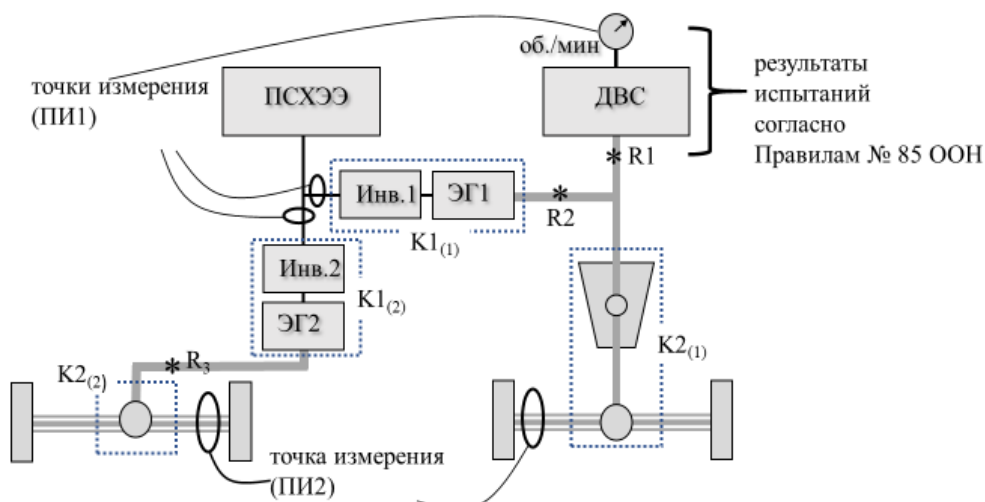 об./мин
точки измерения
(ПИ1)
ПСХЭЭ
ДВС
результаты
испытаний
согласно
Правилам № 85 ООН
R1
Инв.1
ЭГ1
R2
K1(1)
Инв.2
K1(2)
ЭГ2
R3
K2(1)
K2(2)
точка измерения
(ПИ2)